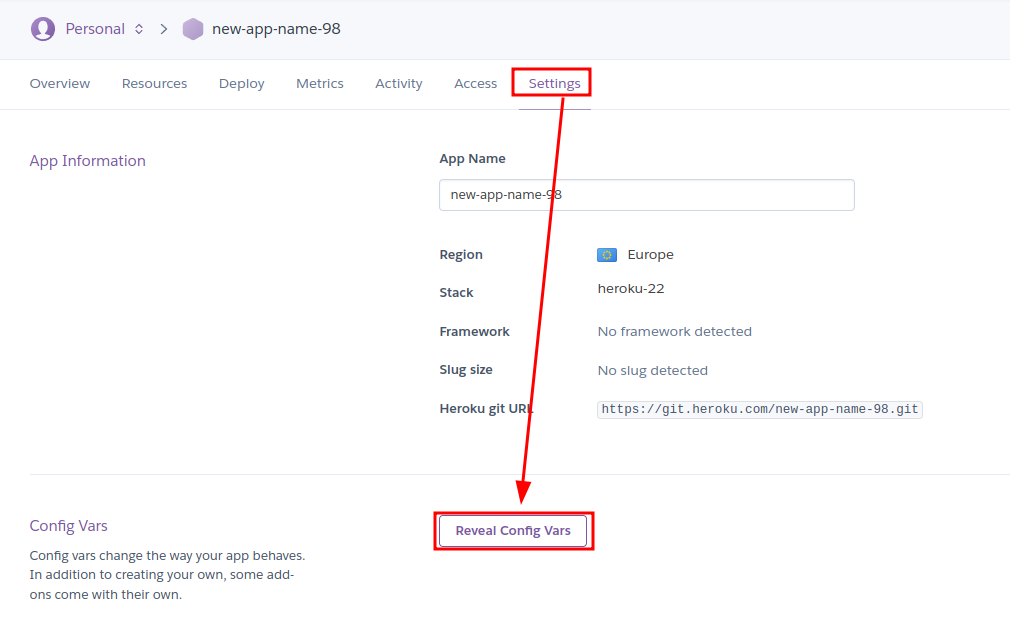 Personal new-app-name-98
Overview Resources Deploy Metrics Activity Access Settings
App Information
App Name
new-app-name-98
Region Europe
Stack heroku-22
Framework No framework detected
Slug size No slug detected
Heroku git URL https://git.heroku.com/new-app-name-98.git
Config Vars
Config vars change the way your app behaves.
In addition to creating your own, some add-
ons come with their own.
Reveal Config Vars